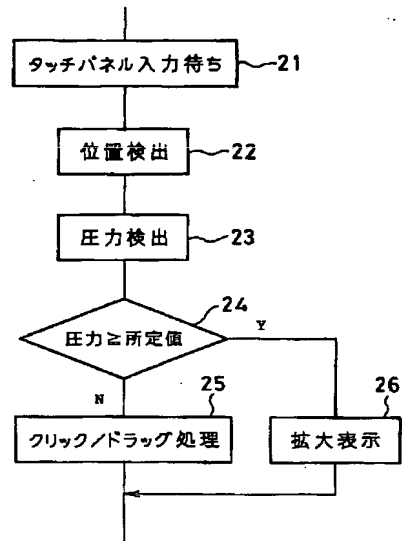 タッチパネル入力待ち
21
位置検出
22
圧力検出
23
24
圧力≧所定値
Y
N
25
26
クリック/ドラッグ処理
拡大表示